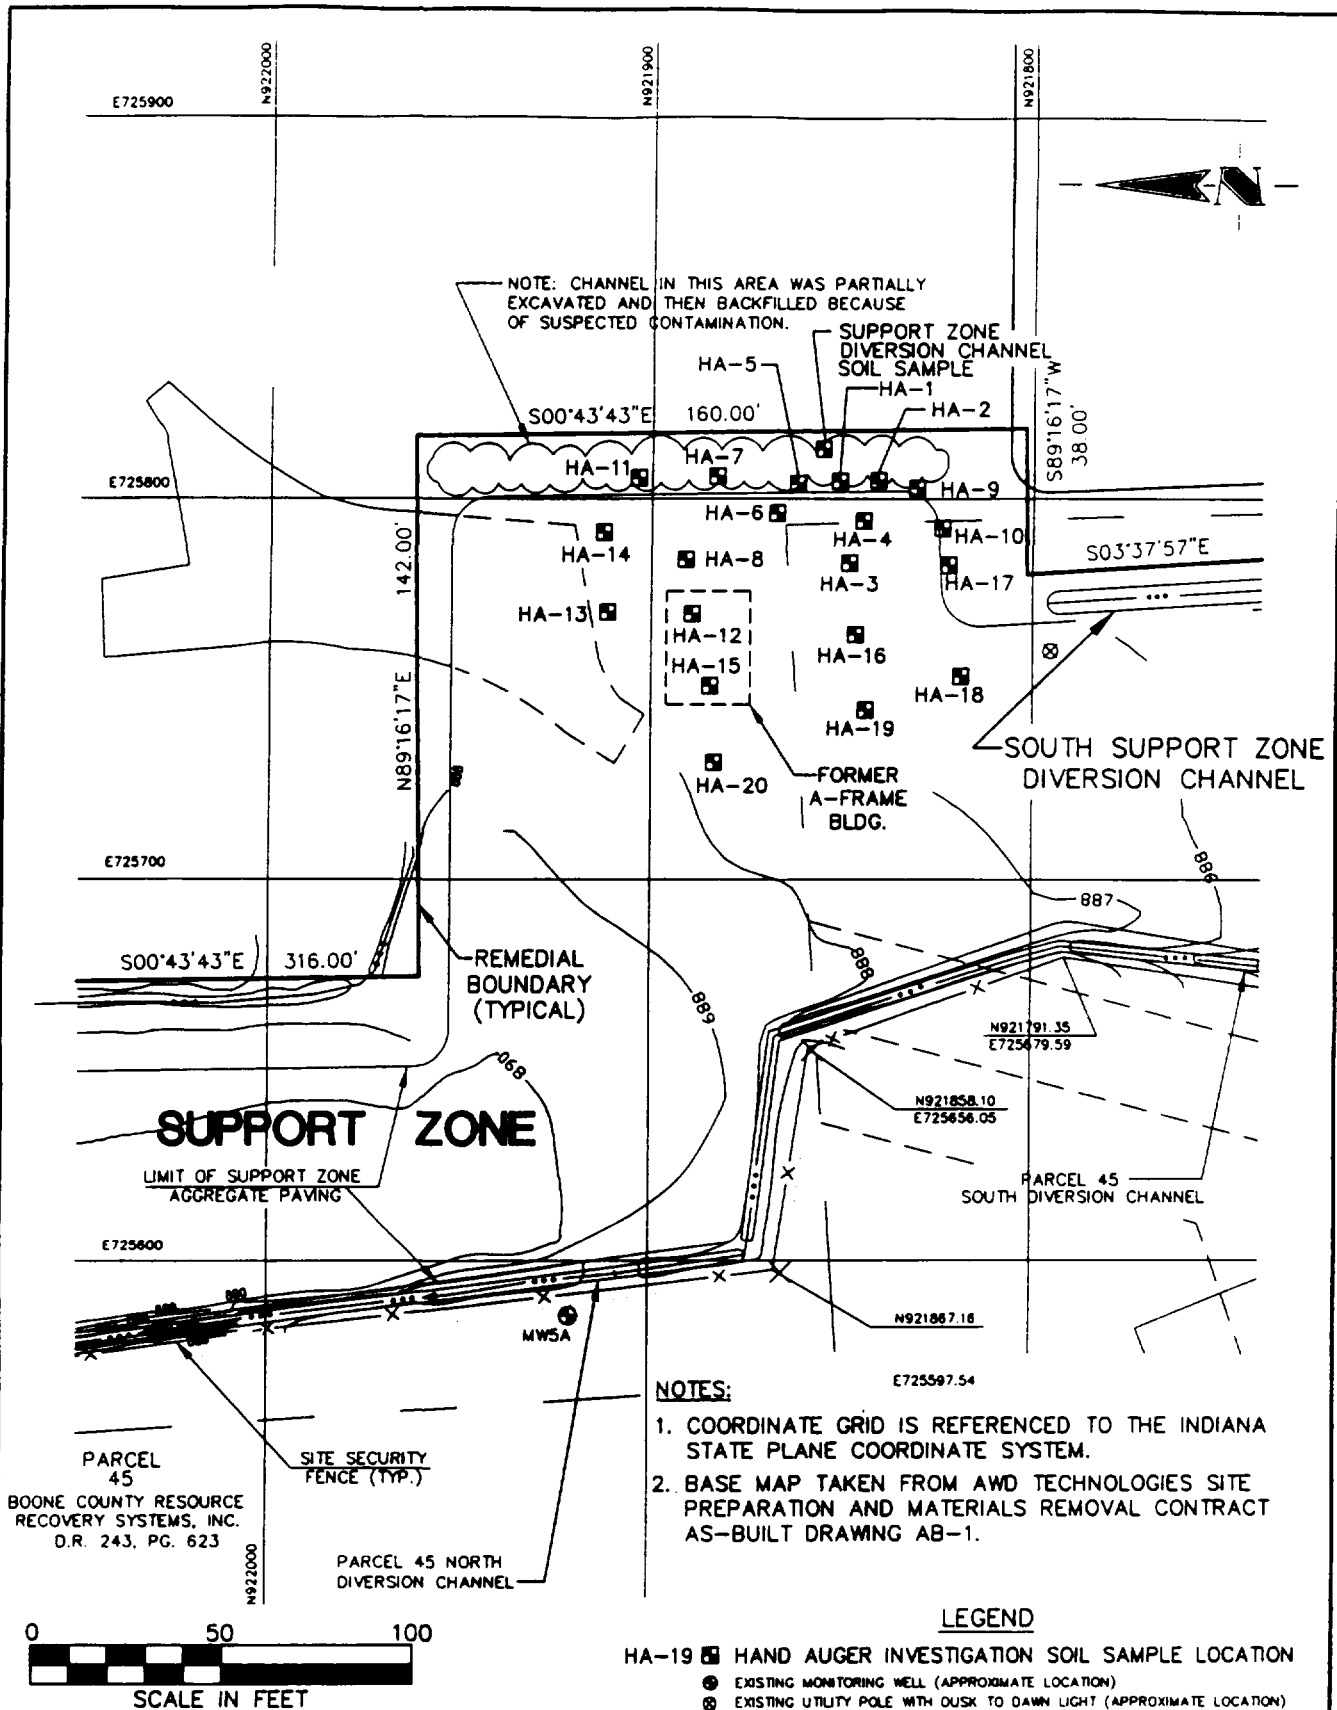 N922000
N921900
N921800
E725900
N
NOTE: CHANNEL IN THIS AREA WAS PARTIALLY
EXCAVATED AND THEN BACKFILLED BECAUSE
OF SUSPECTED CONTAMINATION.
SUPPORT ZONE
DIVERSION CHANNEL
SOIL SAMPLE
HA-5
HA-1
HA-2
S00°43'43"E 160.00'
S89°16'17"W
38.00'
HA-11
HA-7
E725800
HA-9
HA-6
HA-4
HA-10
HA-14
HA-8
HA-3
HA-17
S03°37'57"E
142.00'
N89°16'17"E
HA-13
HA-12
HA-16
HA-15
HA-18
HA-19
SOUTH SUPPORT ZONE
DIVERSION CHANNEL
HA-20
FORMER
A-FRAME
BLDG.
E725700
886
887
S00°43'43"E 316.00'
REMEDIAL
BOUNDARY
(TYPICAL)
888
889
N921791.35
E725679.59
890
N921858.10
E725656.05
SUPPORT ZONE
LIMIT OF SUPPORT ZONE
AGGREGATE PAVING
PARCEL 45
SOUTH DIVERSION CHANNEL
E725600
890
MW5A
N921867.16
E725597.54
NOTES:
1. COORDINATE GRID IS REFERENCED TO THE INDIANA
STATE PLANE COORDINATE SYSTEM.
2. BASE MAP TAKEN FROM AWD TECHNOLOGIES SITE
PREPARATION AND MATERIALS REMOVAL CONTRACT
AS-BUILT DRAWING AB-1.
PARCEL
45
BOONE COUNTY RESOURCE
RECOVERY SYSTEMS, INC.
D.R. 243, PG. 623
SITE SECURITY
FENCE (TYP.)
N922000
PARCEL 45 NORTH
DIVERSION CHANNEL
0 50 100
SCALE IN FEET
LEGEND
HA-19 HAND AUGER INVESTIGATION SOIL SAMPLE LOCATION
EXISTING MONITORING WELL (APPROXIMATE LOCATION)
EXISTING UTILITY POLE WITH DUSK TO DAWN LIGHT (APPROXIMATE LOCATION)